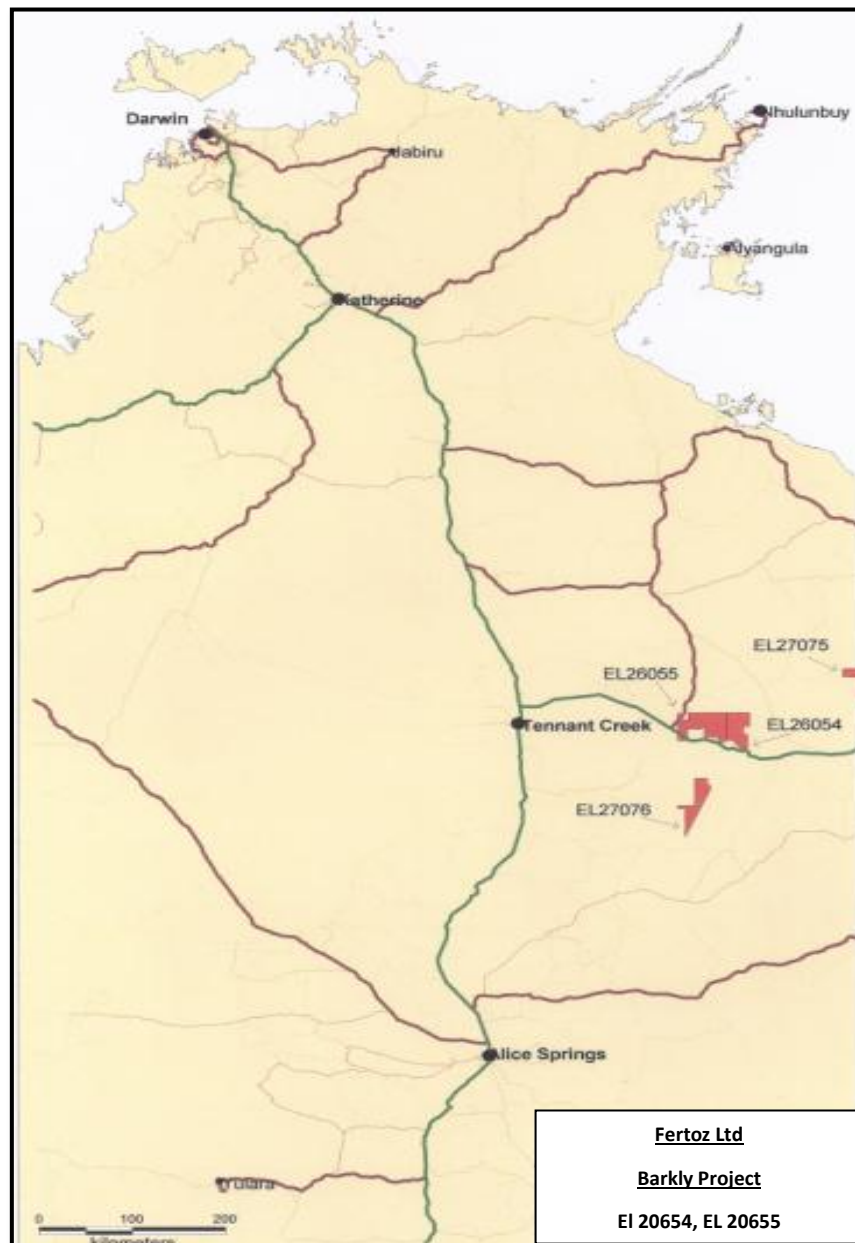 Darwin
Nhulunbuy
Jabiru
Alyangula
Katherine
EL27075
EL26055
EL26054
Tennant Creek
EL27076
Alice Springs
Yulara
0 100 200
kilometers
Fertoz Ltd
Barkly Project
El 20654, EL 20655